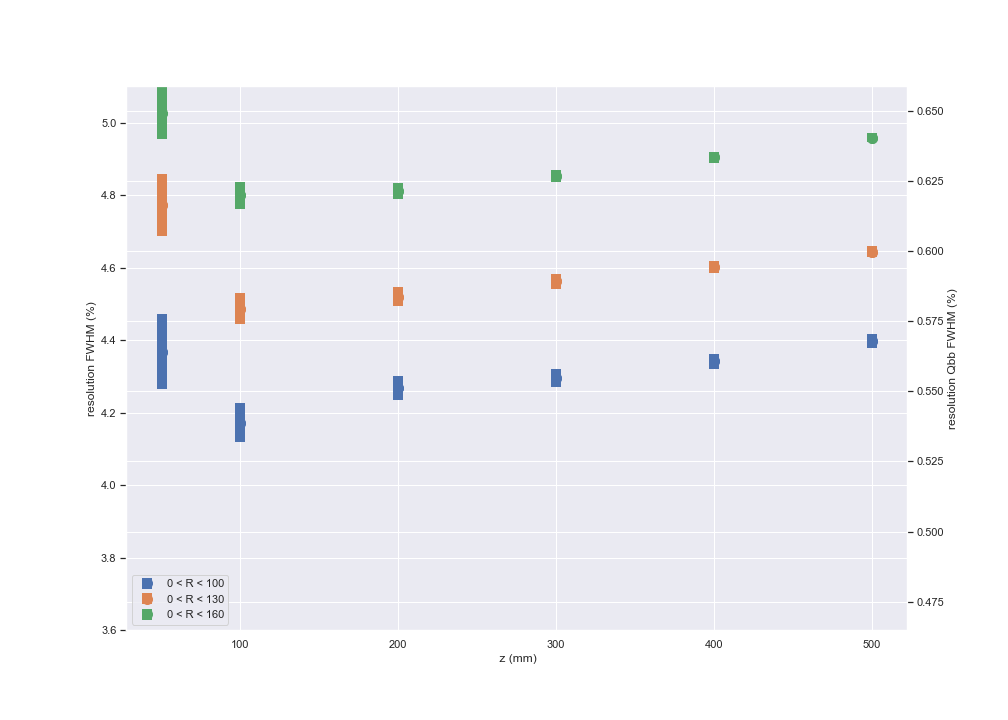 5.0
4.8
4.6
4.4
4.2
4.0
3.8
3.6
resolution FWHM (%)
0.650
0.625
0.600
0.575
0.550
0.525
0.500
0.475
resolution Qbb FWHM (%)
0 < R < 100
0 < R < 130
0 < R < 160
100 200 300 400 500
z (mm)